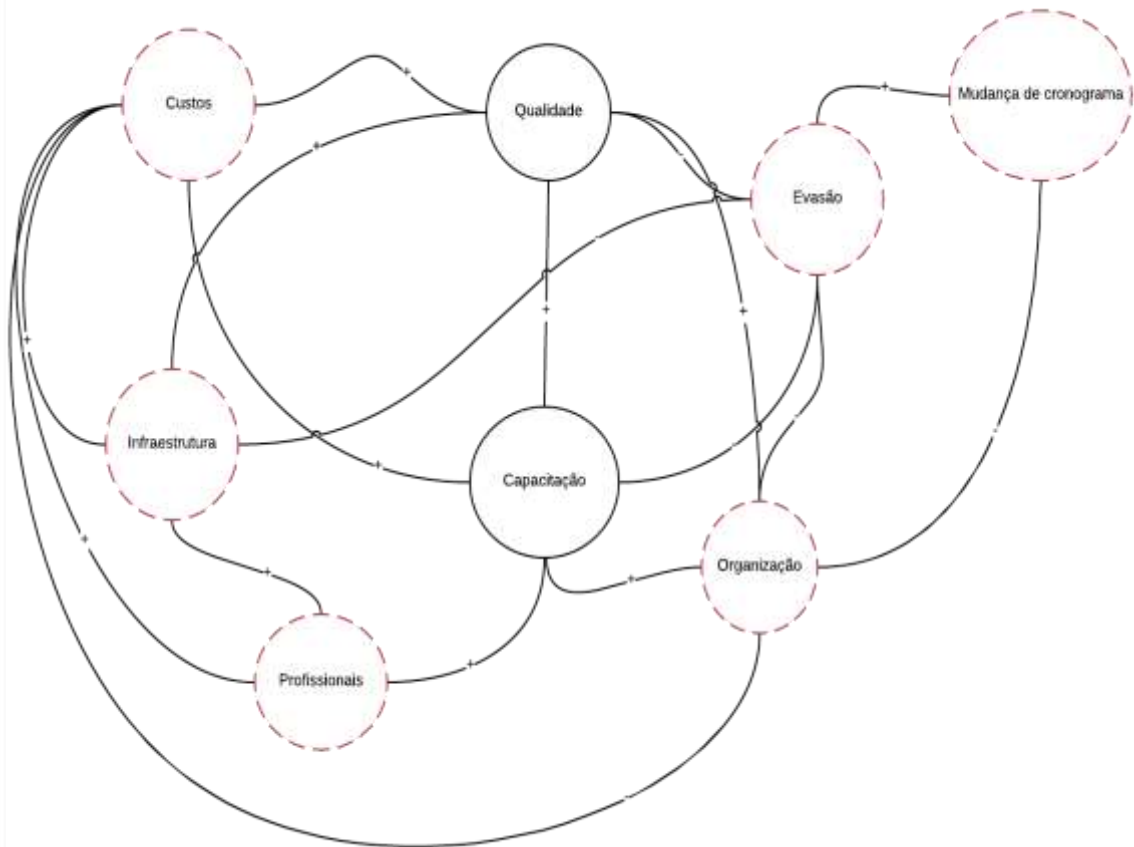 Custos
Qualidade
Mudança de cronograma
Evasão
Infraestrutura
Capacitação
Organização
Profissionais
+
+
+
-
-
+
+
+
-
-
+
+
-
+
+
+
-